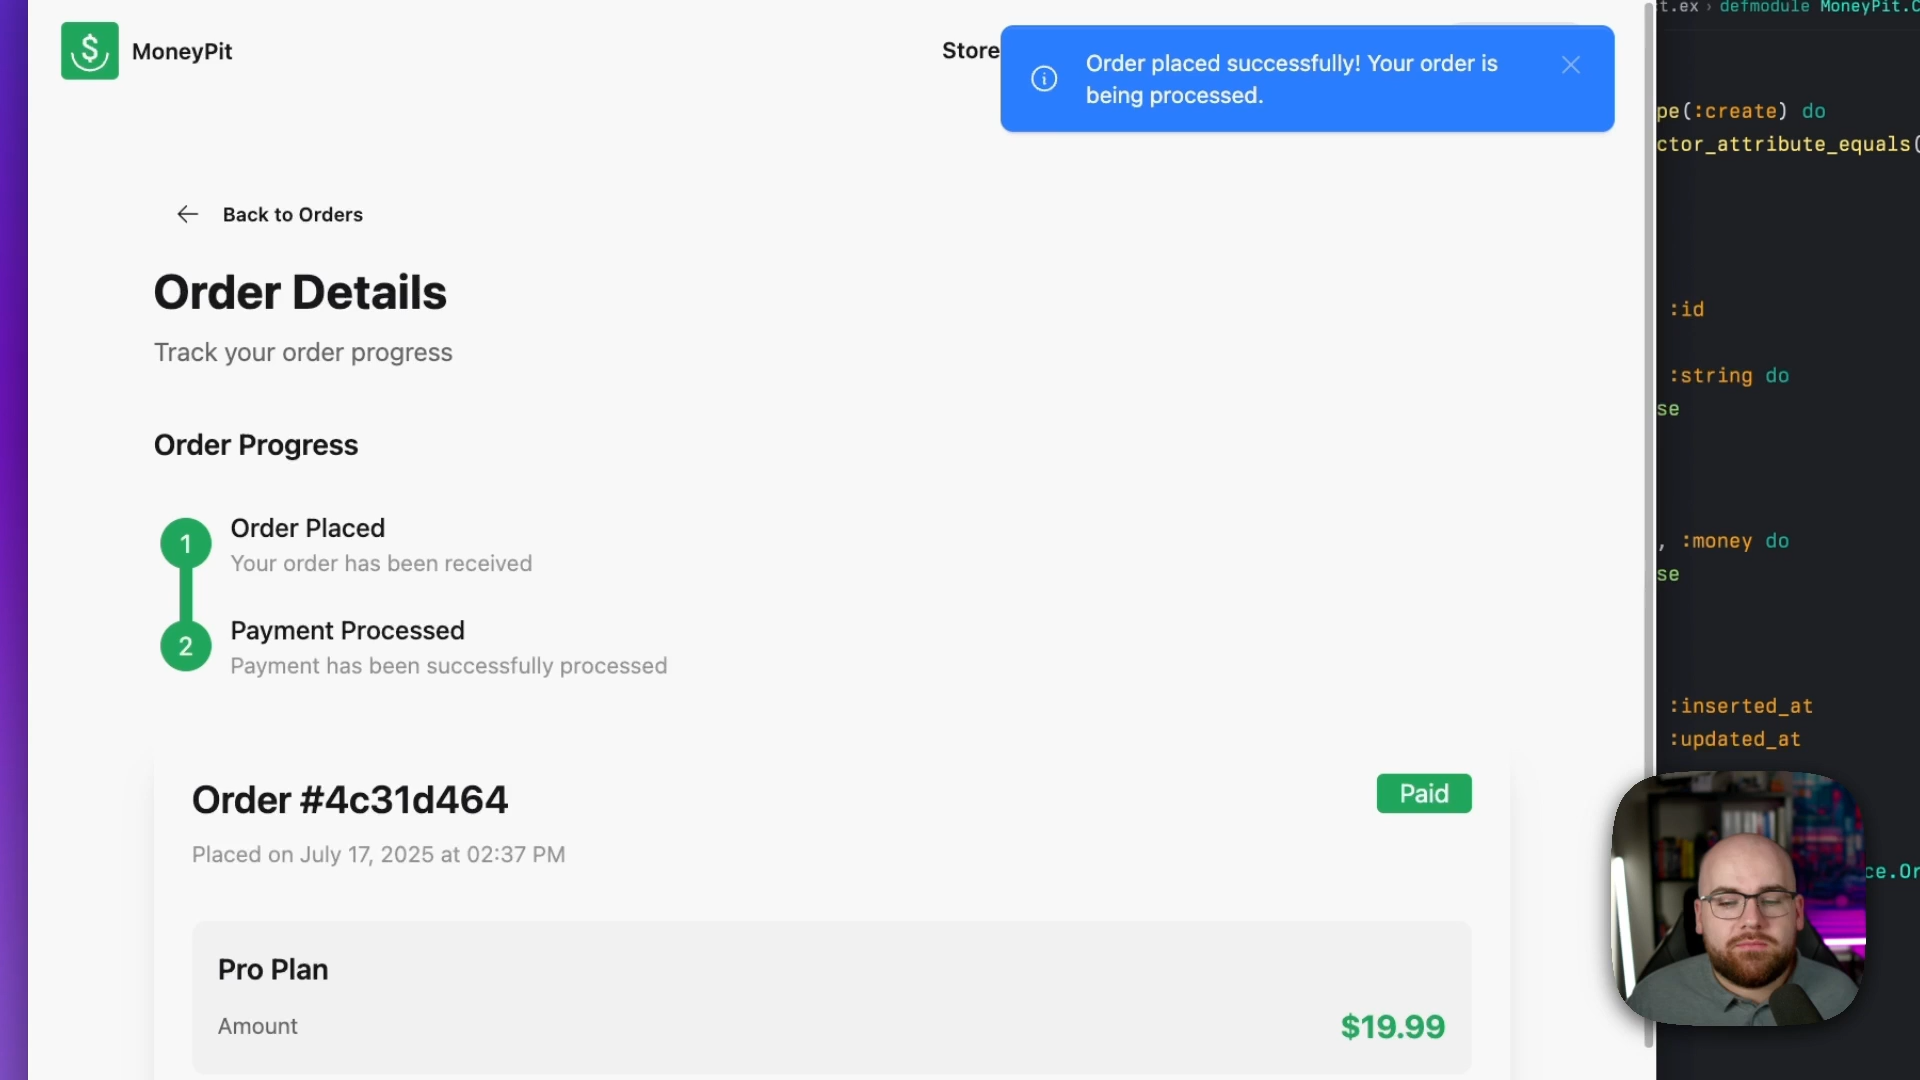 MoneyPit
Store
Order placed successfully! Your order is
being processed.
Back to Orders
Order Details
Track your order progress
Order Progress
1
Order Placed
Your order has been received
2
Payment Processed
Payment has been successfully processed
Order #4c31d464
Paid
Placed on July 17, 2025 at 02:37 PM
Pro Plan
Amount
$19.99
t.ex › defmodule MoneyPit.C
pe(:create) do
ctor_attribute_equals(
:id
:string do
se
, :money do
se
:inserted_at
:updated_at
ce.Or